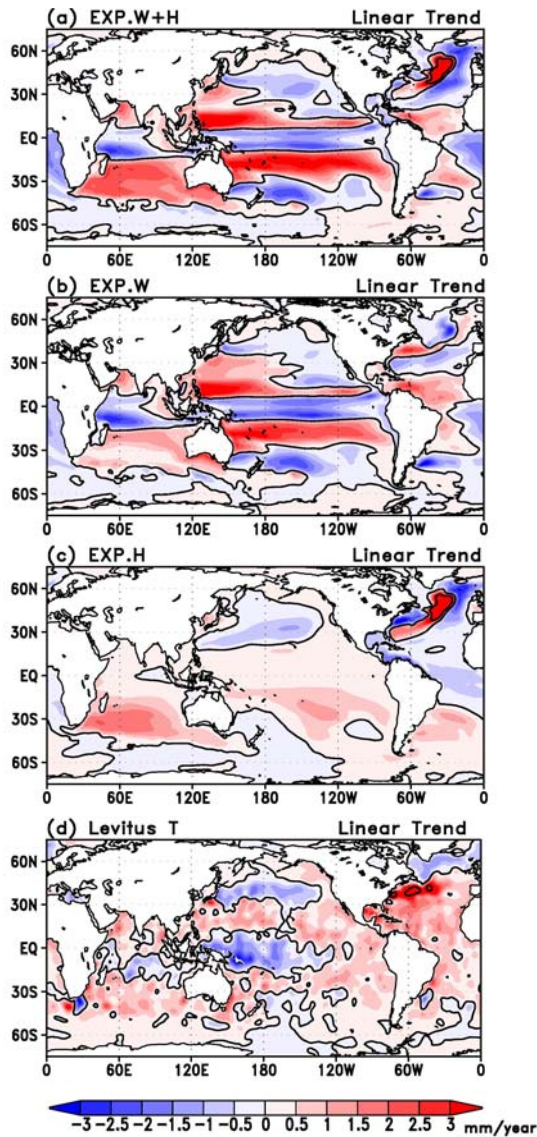 (a) EXP.W+H Linear Trend
60N
30N
EQ
30S
60S
0 60E 120E 180 120W 60W 0
(b) EXP.W Linear Trend
60N
30N
EQ
30S
60S
0 60E 120E 180 120W 60W 0
(c) EXP.H Linear Trend
60N
30N
EQ
30S
60S
0 60E 120E 180 120W 60W 0
(d) Levitus T Linear Trend
60N
30N
EQ
30S
60S
0 60E 120E 180 120W 60W 0
-3 -2.5 -2 -1.5 -1 -0.5 0 0.5 1 1.5 2 2.5 3 mm/year